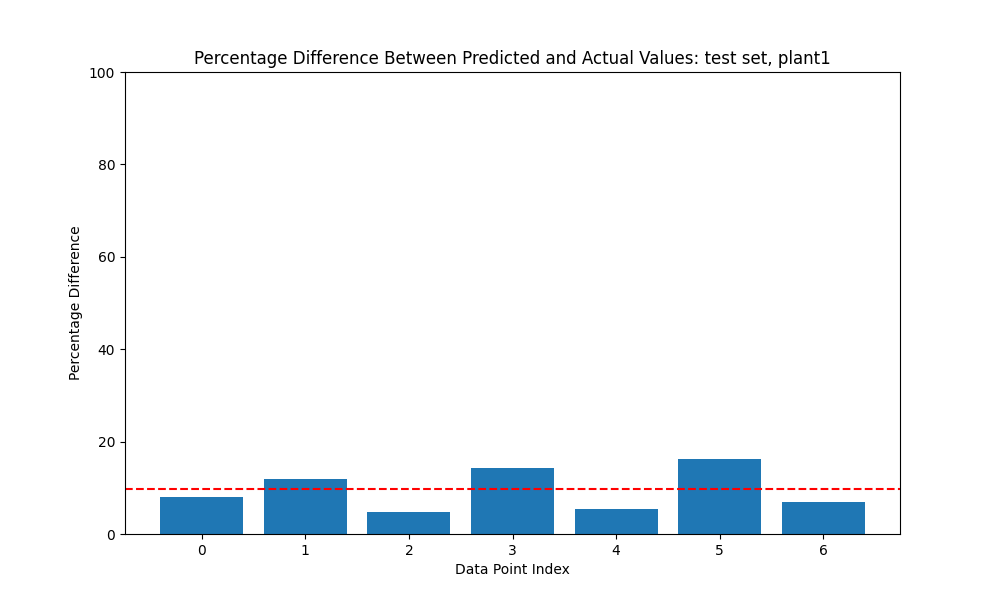 Percentage Difference Between Predicted and Actual Values: test set, plant1
100
80
60
40
20
0
Percentage Difference
0 1 2 3 4 5 6
Data Point Index